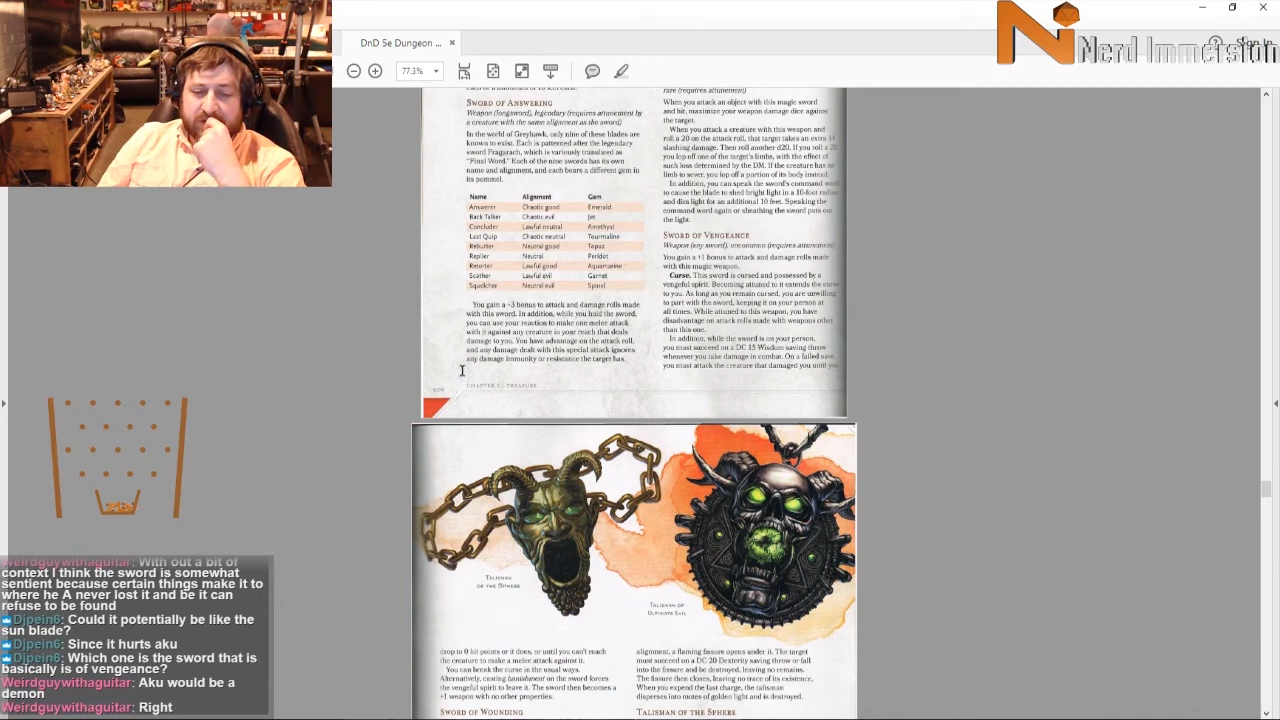 Nerd Immersion
Sign In
DnD 5e Dungeon ...
77.3%
SWORD OF ANSWERING
Weapon (longsword), legendary (requires attunement by
a creature with the same alignment as the sword)
In the world of Greyhawk, only nine of these blades are
known to exist. Each is patterned after the legendary
sword Fragarach, which is variously translated as
"Final Word." Each of the nine swords has its own
name and alignment, and each bears a different gem in
its pommel.
Name Alignment Gem
Answerer Chaotic good Emerald
Back Talker Chaotic evil Jet
Concluder Lawful neutral Amethyst
Last Quip Chaotic neutral Tourmaline
Rebutter Neutral good Topaz
Replier Neutral Peridot
Retorter Lawful good Aquamarine
Scather Lawful evil Garnet
Squelcher Neutral evil Spinel
You gain a +3 bonus to attack and damage rolls made
with this sword. In addition, while you hold the sword,
you can use your reaction to make one melee attack
with it against any creature in your reach that deals
damage to you. You have advantage on the attack roll,
and any damage dealt with this special attack ignores
any damage immunity or resistance the target has.
CHAPTER 7 | TREASURE
rare (requires attunement)
When you attack an object with this magic sword
and hit, maximize your weapon damage dice against
the target.
When you attack a creature with this weapon and
roll a 20 on the attack roll, that target takes an extra 14
slashing damage. Then roll another d20. If you roll a 20
you lop off one of the target's limbs, with the effect of
such loss determined by the DM. If the creature has no
limb to sever, you lop off a portion of its body instead.
In addition, you can speak the sword's command word
to cause the blade to shed bright light in a 10-foot radius
and dim light for an additional 10 feet. Speaking the
command word again or sheathing the sword puts out
the light.
SWORD OF VENGEANCE
Weapon (any sword), uncommon (requires attunement)
You gain a +1 bonus to attack and damage rolls made
with this magic weapon.
Curse. This sword is cursed and possessed by a
vengeful spirit. Becoming attuned to it extends the curse
to you. As long as you remain cursed, you are unwilling
to part with the sword, keeping it on your person at
all times. While attuned to this weapon, you have
disadvantage on attack rolls made with weapons other
than this one.
In addition, while the sword is on your person,
you must succeed on a DC 15 Wisdom saving throw
whenever you take damage in combat. On a failed save,
you must attack the creature that damaged you until you
TALISMAN
OF THE SPHERE
TALISMAN OF
ULTIMATE EVIL
drop to 0 hit points or it does, or until you can't reach
the creature to make a melee attack against it.
You can break the curse in the usual ways.
Alternatively, casting banishment on the sword forces
the vengeful spirit to leave it. The sword then becomes a
+1 weapon with no other properties.
SWORD OF WOUNDING
alignment, a flaming fissure opens under it. The target
must succeed on a DC 20 Dexterity saving throw or fall
into the fissure and be destroyed, leaving no remains.
The fissure then closes, leaving no trace of its existence.
When you expend the last charge, the talisman
disperses into motes of golden light and is destroyed.
TALISMAN OF THE SPHERE
Weirdguywithaguitar: With out a bit of
context I think the sword is somewhat
sentient because certain things make it to
where he A never lost it and be it can
refuse to be found
Djpein6: Could it potentially be like the
sun blade?
Djpein6: Since it hurts aku
Djpein6: Which one is the sword that is
basically is of vengeance?
Weirdguywithaguitar: Aku would be a
demon
Weirdguywithaguitar: Right